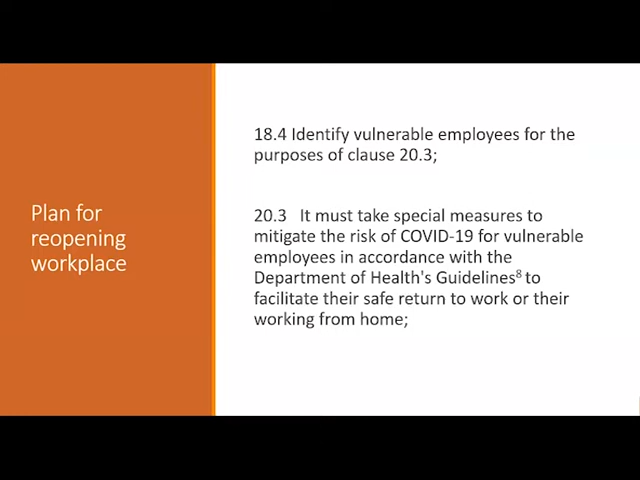 Plan for
reopening
workplace
18.4 Identify vulnerable employees for the
purposes of clause 20.3;
20.3 It must take special measures to
mitigate the risk of COVID-19 for vulnerable
employees in accordance with the
Department of Health's Guidelines⁸ to
facilitate their safe return to work or their
working from home;